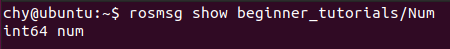 chy@ubuntu:~$ rosmsg show beginner_tutorials/Num
int64 num